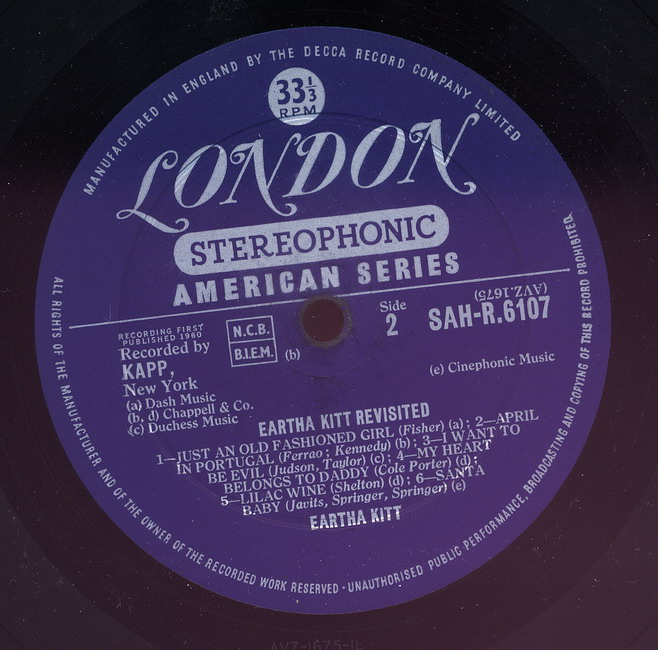 MANUFACTURED IN ENGLAND BY THE DECCA RECORD COMPANY LIMITED
33⅓
RPM
LONDON
STEREOPHONIC
AMERICAN SERIES
RECORDING FIRST
PUBLISHED 1960
Recorded by
KAPP,
New York
(a) Dash Music
(b, d) Chappell & Co.
(c) Duchess Music
N.C.B.
B.I.E.M.
(b)
Side
2
(AVZ.1675)
SAH-R.6107
(e) Cinephonic Music
EARTHA KITT REVISITED
1—JUST AN OLD FASHIONED GIRL (Fisher) (a) ; 2—APRIL
IN PORTUGAL (Ferrao ; Kennedy) (b) ; 3—I WANT TO
BE EVIL (Judson, Taylor) (c) ; 4—MY HEART
BELONGS TO DADDY (Cole Porter) (d) ;
5—LILAC WINE (Shelton) (d) ; 6—SANTA
BABY (Javits, Springer, Springer) (e)
EARTHA KITT
ALL RIGHTS OF THE MANUFACTURER AND OF THE OWNER OF THE RECORDED WORK RESERVED · UNAUTHORISED PUBLIC PERFORMANCE, BROADCASTING AND COPYING OF THIS RECORD PROHIBITED.